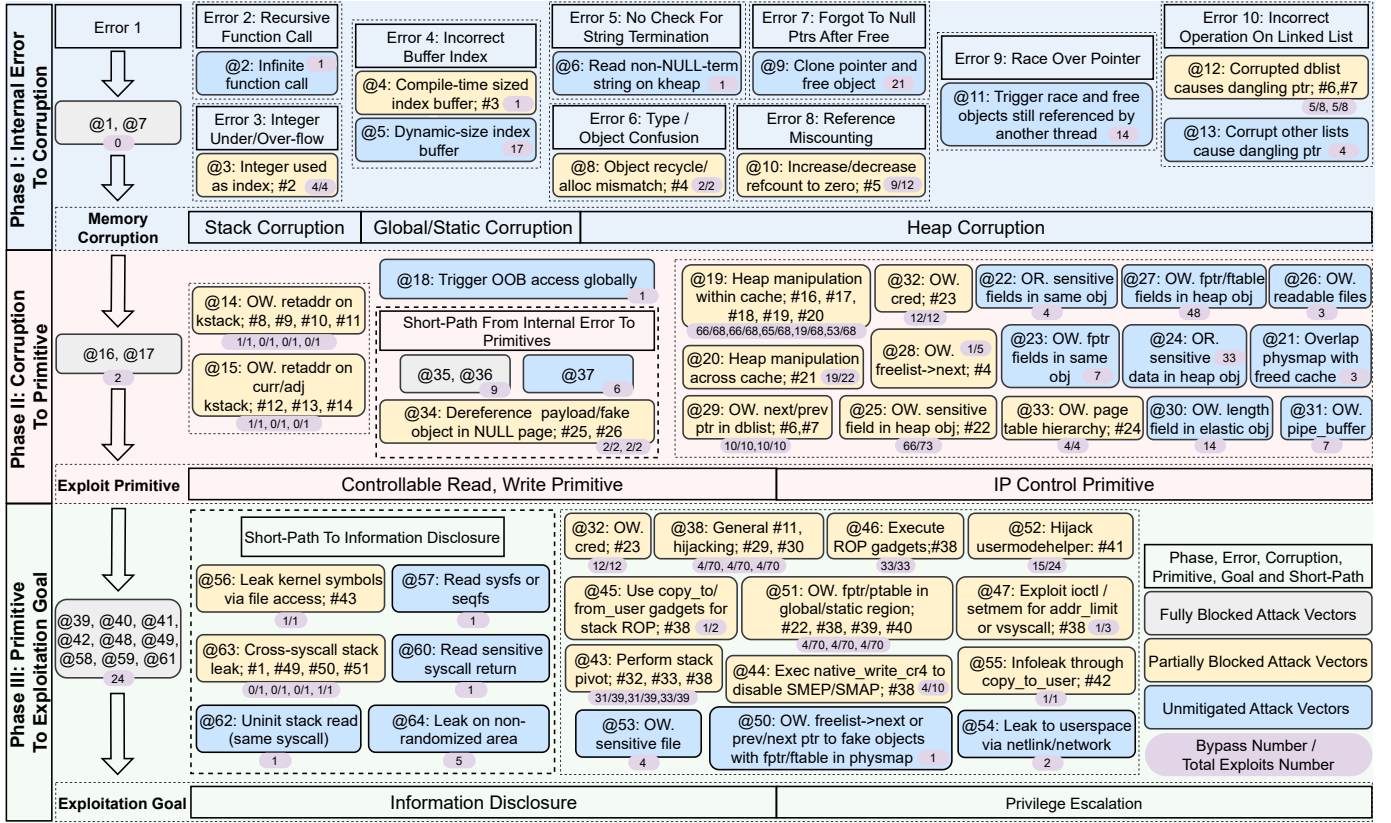 Phase I: Internal Error
To Corruption
Error 1
@1, @7
0
Memory
Corruption
Error 2: Recursive
Function Call
@2: Infinite
function call
1
Error 3: Integer
Under/Over-flow
@3: Integer used
as index; #2
4/4
Error 4: Incorrect
Buffer Index
@4: Compile-time sized
index buffer; #3
1
@5: Dynamic-size index
buffer
17
Error 5: No Check For
String Termination
@6: Read non-NULL-term
string on kheap
1
Error 6: Type /
Object Confusion
@8: Object recycle/
alloc mismatch; #4
2/2
Error 7: Forgot To Null
Ptrs After Free
@9: Clone pointer and
free object
21
Error 8: Reference
Miscounting
@10: Increase/decrease
refcount to zero; #5
9/12
Error 9: Race Over Pointer
@11: Trigger race and free
objects still referenced by
another thread
14
Error 10: Incorrect
Operation On Linked List
@12: Corrupted dblist
causes dangling ptr; #6,#7
5/8, 5/8
@13: Corrupt other lists
cause dangling ptr
4
Stack Corruption
Global/Static Corruption
Heap Corruption
Phase II: Corruption
To Primitive
@16, @17
2
Exploit Primitive
@14: OW. retaddr on
kstack; #8, #9, #10, #11
1/1, 0/1, 0/1, 0/1
@15: OW. retaddr on
curr/adj
kstack; #12, #13, #14
1/1, 0/1, 0/1
@18: Trigger OOB access globally
1
Short-Path From Internal Error To
Primitives
@35, @36
9
@37
6
@34: Dereference payload/fake
object in NULL page; #25, #26
2/2, 2/2
@19: Heap manipulation
within cache; #16, #17,
#18, #19, #20
66/68,66/68,65/68,19/68,53/68
@32: OW.
cred; #23
12/12
@22: OR. sensitive
fields in same obj
4
@27: OW. fptr/ftable
fields in heap obj
48
@26: OW.
readable files
3
@20: Heap manipulation
across cache; #21
19/22
@28: OW.
freelist->next; #4
1/5
@23: OW. fptr
fields in same
obj
7
@24: OR.
sensitive
data in heap obj
33
@21: Overlap
physmap with
freed cache
3
@29: OW. next/prev
ptr in dblist; #6,#7
10/10,10/10
@25: OW. sensitive
field in heap obj; #22
66/73
@33: OW. page
table hierarchy; #24
4/4
@30: OW. length
field in elastic obj
14
@31: OW.
pipe_buffer
7
Controllable Read, Write Primitive
IP Control Primitive
Phase III: Primitive
To Exploitation Goal
@39, @40, @41,
@42, @48, @49,
@58, @59, @61
24
Exploitation Goal
Short-Path To Information Disclosure
@56: Leak kernel symbols
via file access; #43
1/1
@57: Read sysfs or
seqfs
1
@63: Cross-syscall stack
leak; #1, #49, #50, #51
0/1, 0/1, 0/1, 1/1
@60: Read sensitive
syscall return
1
@62: Uninit stack read
(same syscall)
1
@64: Leak on non-
randomized area
5
@32: OW.
cred; #23
12/12
@38: General #11,
hijacking; #29, #30
4/70, 4/70, 4/70
@46: Execute
ROP gadgets;#38
33/33
@52: Hijack
usermodehelper: #41
15/24
@45: Use copy_to/
from_user gadgets for
stack ROP; #38
1/2
@51: OW. fptr/ptable in
global/static region;
#22, #38, #39, #40
4/70, 4/70, 4/70
@47: Exploit ioctl /
setmem for addr_limit
or vsyscall; #38
1/3
@43: Perform stack
pivot; #32, #33, #38
31/39,31/39,33/39
@44: Exec native_write_cr4 to
disable SMEP/SMAP; #38
4/10
@55: Infoleak through
copy_to_user; #42
1/1
@53: OW.
sensitive file
4
@50: OW. freelist->next or
prev/next ptr to fake objects
with fptr/ftable in physmap
1
@54: Leak to userspace
via netlink/network
2
Phase, Error, Corruption,
Primitive, Goal and Short-Path
Fully Blocked Attack Vectors
Partially Blocked Attack Vectors
Unmitigated Attack Vectors
Bypass Number /
Total Exploits Number
Information Disclosure
Privilege Escalation